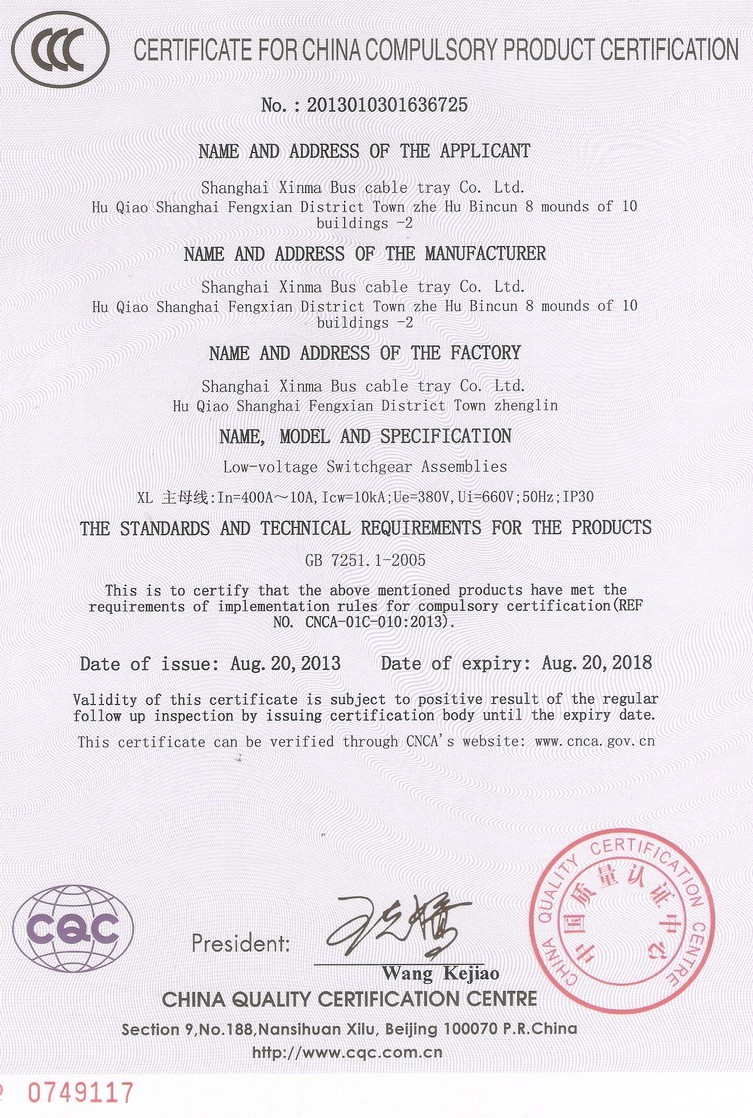 CCC
CERTIFICATE FOR CHINA COMPULSORY PRODUCT CERTIFICATION
No.: 2013010301636725
NAME AND ADDRESS OF THE APPLICANT
Shanghai Xinma Bus cable tray Co. Ltd.
Hu Qiao Shanghai Fengxian District Town zhe Hu Bincun 8 mounds of 10
buildings -2
NAME AND ADDRESS OF THE MANUFACTURER
Shanghai Xinma Bus cable tray Co. Ltd.
Hu Qiao Shanghai Fengxian District Town zhe Hu Bincun 8 mounds of 10
buildings -2
NAME AND ADDRESS OF THE FACTORY
Shanghai Xinma Bus cable tray Co. Ltd.
Hu Qiao Shanghai Fengxian District Town zhenglin
NAME, MODEL AND SPECIFICATION
Low-voltage Switchgear Assemblies
XL 主母线:In=400A～10A,Icw=10kA;Ue=380V,Ui=660V;50Hz;IP30
THE STANDARDS AND TECHNICAL REQUIREMENTS FOR THE PRODUCTS
GB 7251.1-2005
This is to certify that the above mentioned products have met the
requirements of implementation rules for compulsory certification(REF
NO. CNCA-01C-010:2013).
Date of issue: Aug.20,2013 Date of expiry: Aug.20,2018
Validity of this certificate is subject to positive result of the regular
follow up inspection by issuing certification body until the expiry date.
This certificate can be verified through CNCA's website: www.cnca.gov.cn
CHINA QUALITY CERTIFICATION CENTRE
中国质量认证中心
CQC
President:
王克娇
Wang Kejiao
CHINA QUALITY CERTIFICATION CENTRE
Section 9,No.188,Nansihuan Xilu, Beijing 100070 P.R.China
http://www.cqc.com.cn
0749117